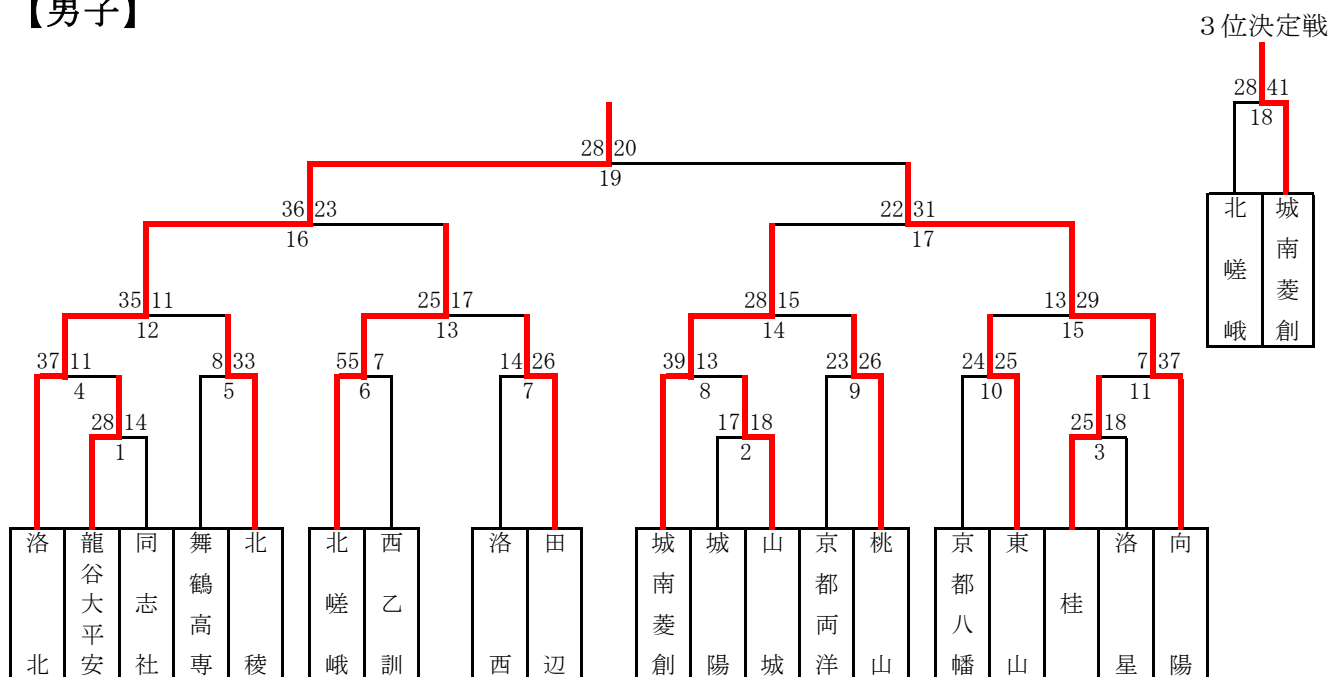 【男子】
３位決定戦
28 41
18
北嵯峨
城南菱創
28 20
19
36 23
16
22 31
17
35 11
12
25 17
13
28 15
14
13 29
15
37 11
4
8 33
5
55 7
6
14 26
7
39 13
8
23 26
9
24 25
10
7 37
11
28 14
1
17 18
2
25 18
3
洛北
龍谷大平安
同志社
舞鶴高専
北稜
北嵯峨
西乙訓
洛西
田辺
城南菱創
城陽
山城
京都両洋
桃山
京都八幡
東山
桂
洛星
向陽